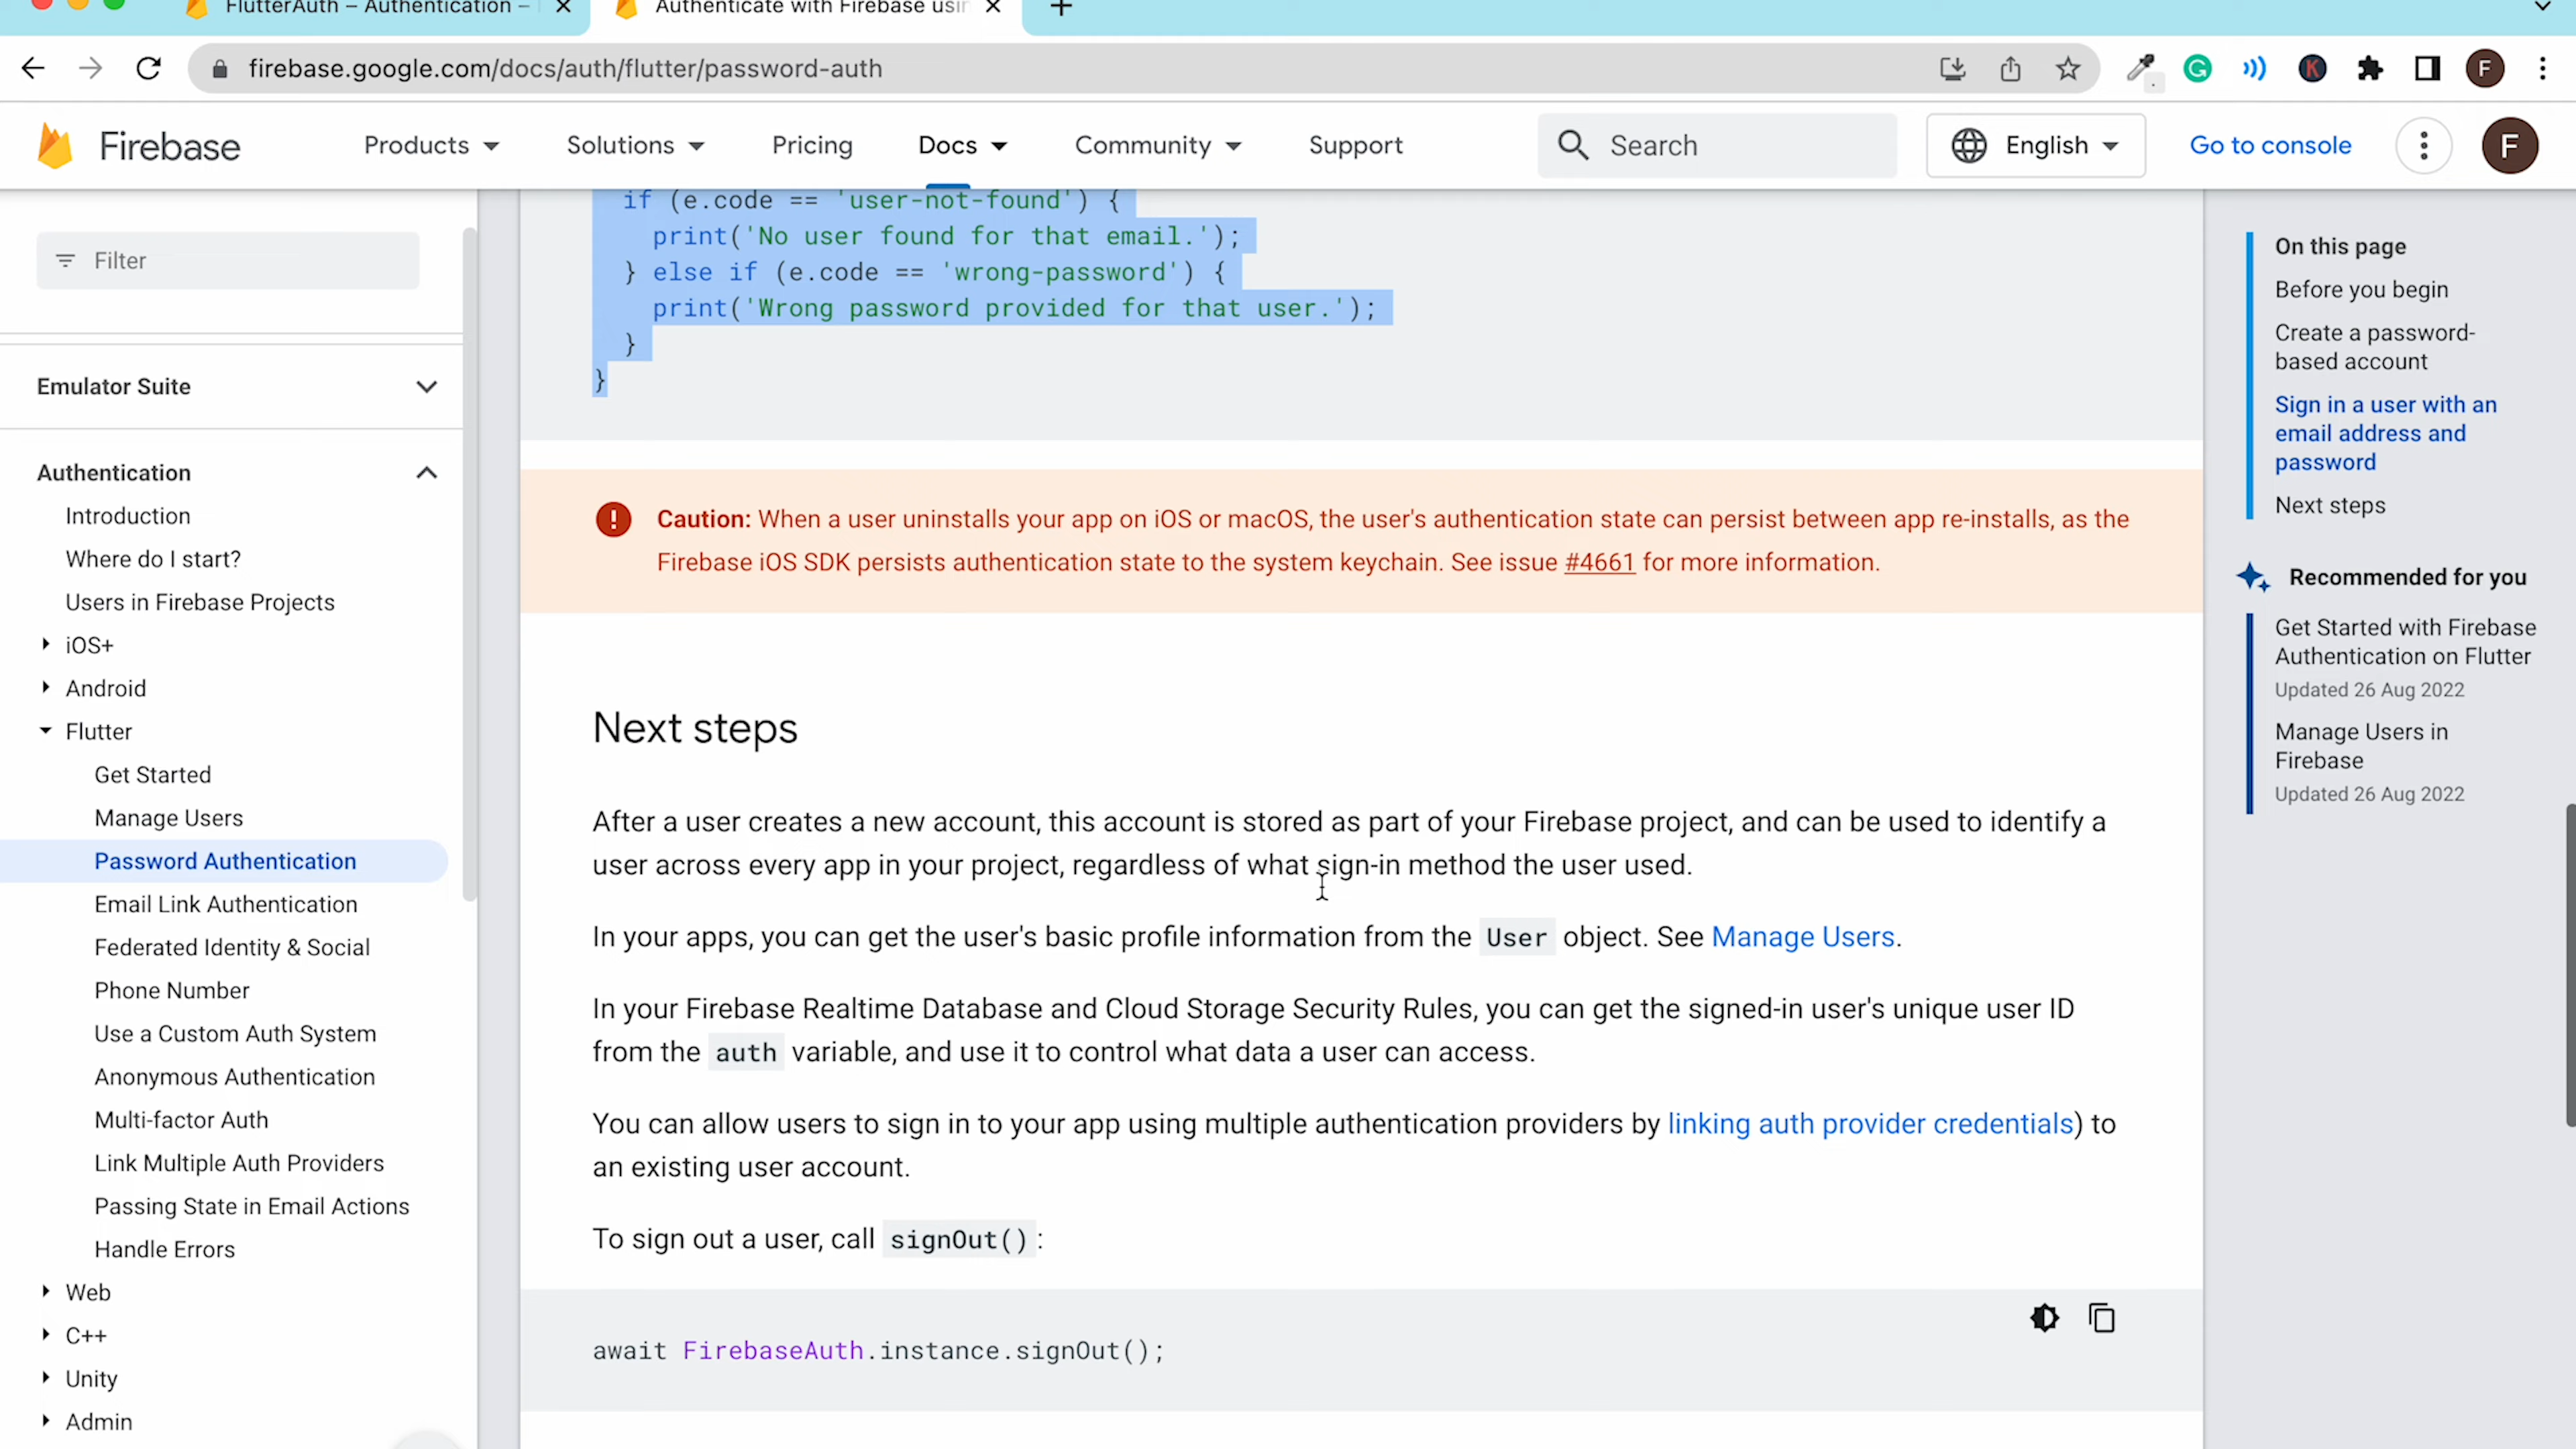 FlutterAuth – Authentication –
Authenticate with Firebase usin
firebase.google.com/docs/auth/flutter/password-auth
F
Firebase
Products
Solutions
Pricing
Docs
Community
Support
Search
English
Go to console
F
Filter
Emulator Suite
Authentication
Introduction
Where do I start?
Users in Firebase Projects
iOS+
Android
Flutter
Get Started
Manage Users
Password Authentication
Email Link Authentication
Federated Identity & Social
Phone Number
Use a Custom Auth System
Anonymous Authentication
Multi-factor Auth
Link Multiple Auth Providers
Passing State in Email Actions
Handle Errors
Web
C++
Unity
Admin
if (e.code == 'user-not-found') {
print('No user found for that email.');
} else if (e.code == 'wrong-password') {
print('Wrong password provided for that user.');
}
}
Caution: When a user uninstalls your app on iOS or macOS, the user's authentication state can persist between app re-installs, as the
Firebase iOS SDK persists authentication state to the system keychain. See issue #4661 for more information.
Next steps
After a user creates a new account, this account is stored as part of your Firebase project, and can be used to identify a
user across every app in your project, regardless of what sign-in method the user used.
In your apps, you can get the user's basic profile information from the User object. See Manage Users.
In your Firebase Realtime Database and Cloud Storage Security Rules, you can get the signed-in user's unique user ID
from the auth variable, and use it to control what data a user can access.
You can allow users to sign in to your app using multiple authentication providers by linking auth provider credentials) to
an existing user account.
To sign out a user, call signOut() :
await FirebaseAuth.instance.signOut();
On this page
Before you begin
Create a password-
based account
Sign in a user with an
email address and
password
Next steps
Recommended for you
Get Started with Firebase
Authentication on Flutter
Updated 26 Aug 2022
Manage Users in
Firebase
Updated 26 Aug 2022